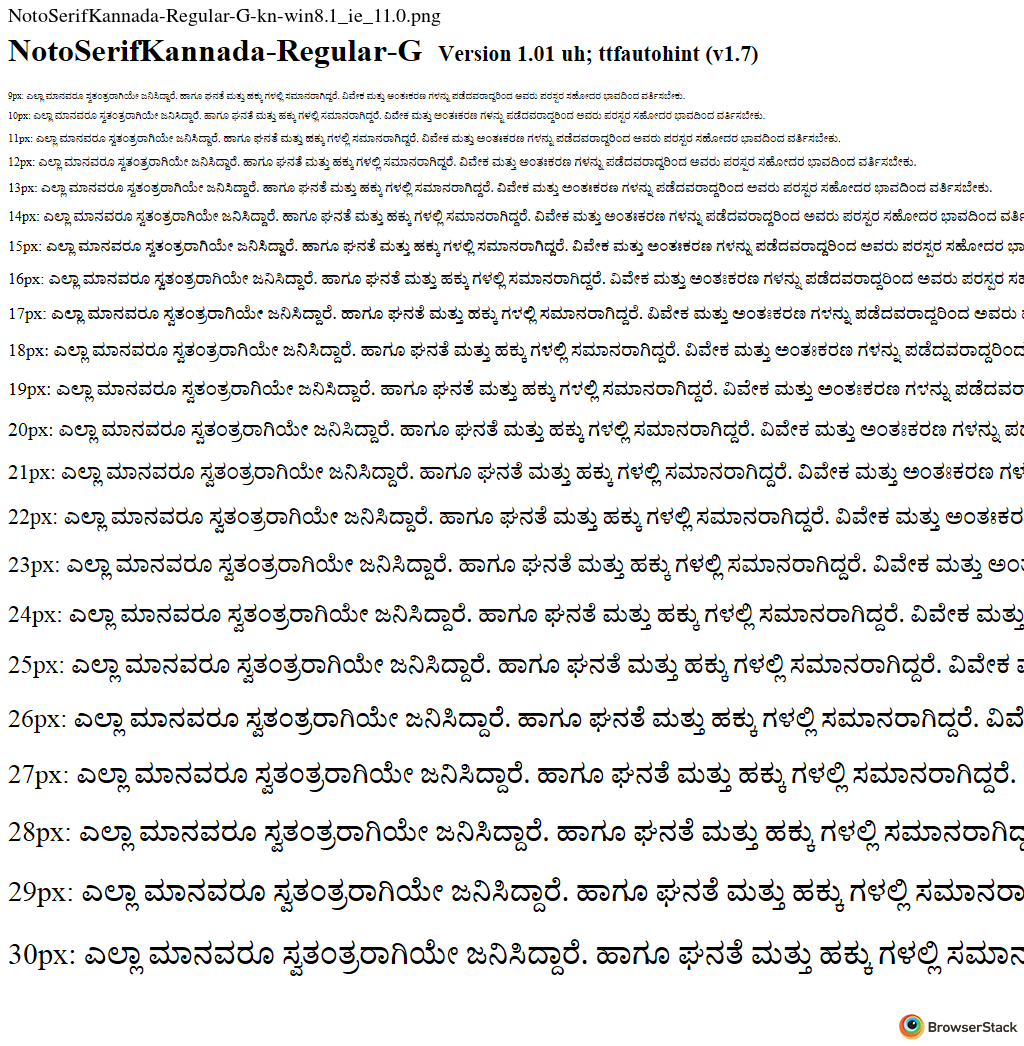 NotoSerifKannada-Regular-G-kn-win8.1_ie_11.0.png
NotoSerifKannada-Regular-G Version 1.01 uh; ttfautohint (v1.7)
9px: ಎಲ್ಲಾ ಮಾನವರೂ ಸ್ವತಂತ್ರರಾಗಿಯೇ ಜನಿಸಿದ್ದಾರೆ. ಹಾಗೂ ಘನತೆ ಮತ್ತು ಹಕ್ಕು ಗಳಲ್ಲಿ ಸಮಾನರಾಗಿದ್ದರೆ. ವಿವೇಕ ಮತ್ತು ಅಂತಃಕರಣ ಗಳನ್ನು ಪಡೆದವರಾದ್ದರಿಂದ ಅವರು ಪರಸ್ಪರ ಸಹೋದರ ಭಾವದಿಂದ ವರ್ತಿಸಬೇಕು.
10px: ಎಲ್ಲಾ ಮಾನವರೂ ಸ್ವತಂತ್ರರಾಗಿಯೇ ಜನಿಸಿದ್ದಾರೆ. ಹಾಗೂ ಘನತೆ ಮತ್ತು ಹಕ್ಕು ಗಳಲ್ಲಿ ಸಮಾನರಾಗಿದ್ದರೆ. ವಿವೇಕ ಮತ್ತು ಅಂತಃಕರಣ ಗಳನ್ನು ಪಡೆದವರಾದ್ದರಿಂದ ಅವರು ಪರಸ್ಪರ ಸಹೋದರ ಭಾವದಿಂದ ವರ್ತಿಸಬೇಕು.
11px: ಎಲ್ಲಾ ಮಾನವರೂ ಸ್ವತಂತ್ರರಾಗಿಯೇ ಜನಿಸಿದ್ದಾರೆ. ಹಾಗೂ ಘನತೆ ಮತ್ತು ಹಕ್ಕು ಗಳಲ್ಲಿ ಸಮಾನರಾಗಿದ್ದರೆ. ವಿವೇಕ ಮತ್ತು ಅಂತಃಕರಣ ಗಳನ್ನು ಪಡೆದವರಾದ್ದರಿಂದ ಅವರು ಪರಸ್ಪರ ಸಹೋದರ ಭಾವದಿಂದ ವರ್ತಿಸಬೇಕು.
12px: ಎಲ್ಲಾ ಮಾನವರೂ ಸ್ವತಂತ್ರರಾಗಿಯೇ ಜನಿಸಿದ್ದಾರೆ. ಹಾಗೂ ಘನತೆ ಮತ್ತು ಹಕ್ಕು ಗಳಲ್ಲಿ ಸಮಾನರಾಗಿದ್ದರೆ. ವಿವೇಕ ಮತ್ತು ಅಂತಃಕರಣ ಗಳನ್ನು ಪಡೆದವರಾದ್ದರಿಂದ ಅವರು ಪರಸ್ಪರ ಸಹೋದರ ಭಾವದಿಂದ ವರ್ತಿಸಬೇಕು.
13px: ಎಲ್ಲಾ ಮಾನವರೂ ಸ್ವತಂತ್ರರಾಗಿಯೇ ಜನಿಸಿದ್ದಾರೆ. ಹಾಗೂ ಘನತೆ ಮತ್ತು ಹಕ್ಕು ಗಳಲ್ಲಿ ಸಮಾನರಾಗಿದ್ದರೆ. ವಿವೇಕ ಮತ್ತು ಅಂತಃಕರಣ ಗಳನ್ನು ಪಡೆದವರಾದ್ದರಿಂದ ಅವರು ಪರಸ್ಪರ ಸಹೋದರ ಭಾವದಿಂದ ವರ್ತಿಸಬೇಕು.
14px: ಎಲ್ಲಾ ಮಾನವರೂ ಸ್ವತಂತ್ರರಾಗಿಯೇ ಜನಿಸಿದ್ದಾರೆ. ಹಾಗೂ ಘನತೆ ಮತ್ತು ಹಕ್ಕು ಗಳಲ್ಲಿ ಸಮಾನರಾಗಿದ್ದರೆ. ವಿವೇಕ ಮತ್ತು ಅಂತಃಕರಣ ಗಳನ್ನು ಪಡೆದವರಾದ್ದರಿಂದ ಅವರು ಪರಸ್ಪರ ಸಹೋದರ ಭಾವದಿಂದ
15px: ಎಲ್ಲಾ ಮಾನವರೂ ಸ್ವತಂತ್ರರಾಗಿಯೇ ಜನಿಸಿದ್ದಾರೆ. ಹಾಗೂ ಘನತೆ ಮತ್ತು ಹಕ್ಕು ಗಳಲ್ಲಿ ಸಮಾನರಾಗಿದ್ದರೆ. ವಿವೇಕ ಮತ್ತು ಅಂತಃಕರಣ ಗಳನ್ನು ಪಡೆದವರಾದ್ದರಿಂದ ಅವರು ಪರಸ್ಪರ ಸಹೋದರ
16px: ಎಲ್ಲಾ ಮಾನವರೂ ಸ್ವತಂತ್ರರಾಗಿಯೇ ಜನಿಸಿದ್ದಾರೆ. ಹಾಗೂ ಘನತೆ ಮತ್ತು ಹಕ್ಕು ಗಳಲ್ಲಿ ಸಮಾನರಾಗಿದ್ದರೆ. ವಿವೇಕ ಮತ್ತು ಅಂತಃಕರಣ ಗಳನ್ನು ಪಡೆದವರಾದ್ದರಿಂದ ಅವರು ಪರಸ್ಪರ
17px: ಎಲ್ಲಾ ಮಾನವರೂ ಸ್ವತಂತ್ರರಾಗಿಯೇ ಜನಿಸಿದ್ದಾರೆ. ಹಾಗೂ ಘನತೆ ಮತ್ತು ಹಕ್ಕು ಗಳಲ್ಲಿ ಸಮಾನರಾಗಿದ್ದರೆ. ವಿವೇಕ ಮತ್ತು ಅಂತಃಕರಣ ಗಳನ್ನು ಪಡೆದವರಾದ್ದರಿಂದ ಅವರು
18px: ಎಲ್ಲಾ ಮಾನವರೂ ಸ್ವತಂತ್ರರಾಗಿಯೇ ಜನಿಸಿದ್ದಾರೆ. ಹಾಗೂ ಘನತೆ ಮತ್ತು ಹಕ್ಕು ಗಳಲ್ಲಿ ಸಮಾನರಾಗಿದ್ದರೆ. ವಿವೇಕ ಮತ್ತು ಅಂತಃಕರಣ ಗಳನ್ನು ಪಡೆದವರಾದ್ದರಿಂದ
19px: ಎಲ್ಲಾ ಮಾನವರೂ ಸ್ವತಂತ್ರರಾಗಿಯೇ ಜನಿಸಿದ್ದಾರೆ. ಹಾಗೂ ಘನತೆ ಮತ್ತು ಹಕ್ಕು ಗಳಲ್ಲಿ ಸಮಾನರಾಗಿದ್ದರೆ. ವಿವೇಕ ಮತ್ತು ಅಂತಃಕರಣ ಗಳನ್ನು ಪಡೆದವರ
20px: ಎಲ್ಲಾ ಮಾನವರೂ ಸ್ವತಂತ್ರರಾಗಿಯೇ ಜನಿಸಿದ್ದಾರೆ. ಹಾಗೂ ಘನತೆ ಮತ್ತು ಹಕ್ಕು ಗಳಲ್ಲಿ ಸಮಾನರಾಗಿದ್ದರೆ. ವಿವೇಕ ಮತ್ತು ಅಂತಃಕರಣ ಗಳನ್ನು
21px: ಎಲ್ಲಾ ಮಾನವರೂ ಸ್ವತಂತ್ರರಾಗಿಯೇ ಜನಿಸಿದ್ದಾರೆ. ಹಾಗೂ ಘನತೆ ಮತ್ತು ಹಕ್ಕು ಗಳಲ್ಲಿ ಸಮಾನರಾಗಿದ್ದರೆ. ವಿವೇಕ ಮತ್ತು ಅಂತಃಕರಣ
22px: ಎಲ್ಲಾ ಮಾನವರೂ ಸ್ವತಂತ್ರರಾಗಿಯೇ ಜನಿಸಿದ್ದಾರೆ. ಹಾಗೂ ಘನತೆ ಮತ್ತು ಹಕ್ಕು ಗಳಲ್ಲಿ ಸಮಾನರಾಗಿದ್ದರೆ. ವಿವೇಕ ಮತ್ತು ಅಂತಃಕರ
23px: ಎಲ್ಲಾ ಮಾನವರೂ ಸ್ವತಂತ್ರರಾಗಿಯೇ ಜನಿಸಿದ್ದಾರೆ. ಹಾಗೂ ಘನತೆ ಮತ್ತು ಹಕ್ಕು ಗಳಲ್ಲಿ ಸಮಾನರಾಗಿದ್ದರೆ. ವಿವೇಕ ಮತ್ತು
24px: ಎಲ್ಲಾ ಮಾನವರೂ ಸ್ವತಂತ್ರರಾಗಿಯೇ ಜನಿಸಿದ್ದಾರೆ. ಹಾಗೂ ಘನತೆ ಮತ್ತು ಹಕ್ಕು ಗಳಲ್ಲಿ ಸಮಾನರಾಗಿದ್ದರೆ. ವಿವೇಕ ಮತ್ತು
25px: ಎಲ್ಲಾ ಮಾನವರೂ ಸ್ವತಂತ್ರರಾಗಿಯೇ ಜನಿಸಿದ್ದಾರೆ. ಹಾಗೂ ಘನತೆ ಮತ್ತು ಹಕ್ಕು ಗಳಲ್ಲಿ ಸಮಾನರಾಗಿದ್ದರೆ. ವಿವೇಕ
26px: ಎಲ್ಲಾ ಮಾನವರೂ ಸ್ವತಂತ್ರರಾಗಿಯೇ ಜನಿಸಿದ್ದಾರೆ. ಹಾಗೂ ಘನತೆ ಮತ್ತು ಹಕ್ಕು ಗಳಲ್ಲಿ ಸಮಾನರಾಗಿದ್ದರೆ. ವಿವೇ
27px: ಎಲ್ಲಾ ಮಾನವರೂ ಸ್ವತಂತ್ರರಾಗಿಯೇ ಜನಿಸಿದ್ದಾರೆ. ಹಾಗೂ ಘನತೆ ಮತ್ತು ಹಕ್ಕು ಗಳಲ್ಲಿ ಸಮಾನರಾಗಿದ್ದರೆ.
28px: ಎಲ್ಲಾ ಮಾನವರೂ ಸ್ವತಂತ್ರರಾಗಿಯೇ ಜನಿಸಿದ್ದಾರೆ. ಹಾಗೂ ಘನತೆ ಮತ್ತು ಹಕ್ಕು ಗಳಲ್ಲಿ ಸಮಾನರಾಗಿದ್ದ
29px: ಎಲ್ಲಾ ಮಾನವರೂ ಸ್ವತಂತ್ರರಾಗಿಯೇ ಜನಿಸಿದ್ದಾರೆ. ಹಾಗೂ ಘನತೆ ಮತ್ತು ಹಕ್ಕು ಗಳಲ್ಲಿ ಸಮಾನರಾ
30px: ಎಲ್ಲಾ ಮಾನವರೂ ಸ್ವತಂತ್ರರಾಗಿಯೇ ಜನಿಸಿದ್ದಾರೆ. ಹಾಗೂ ಘನತೆ ಮತ್ತು ಹಕ್ಕು ಗಳಲ್ಲಿ ಸಮಾನ
BrowserStack